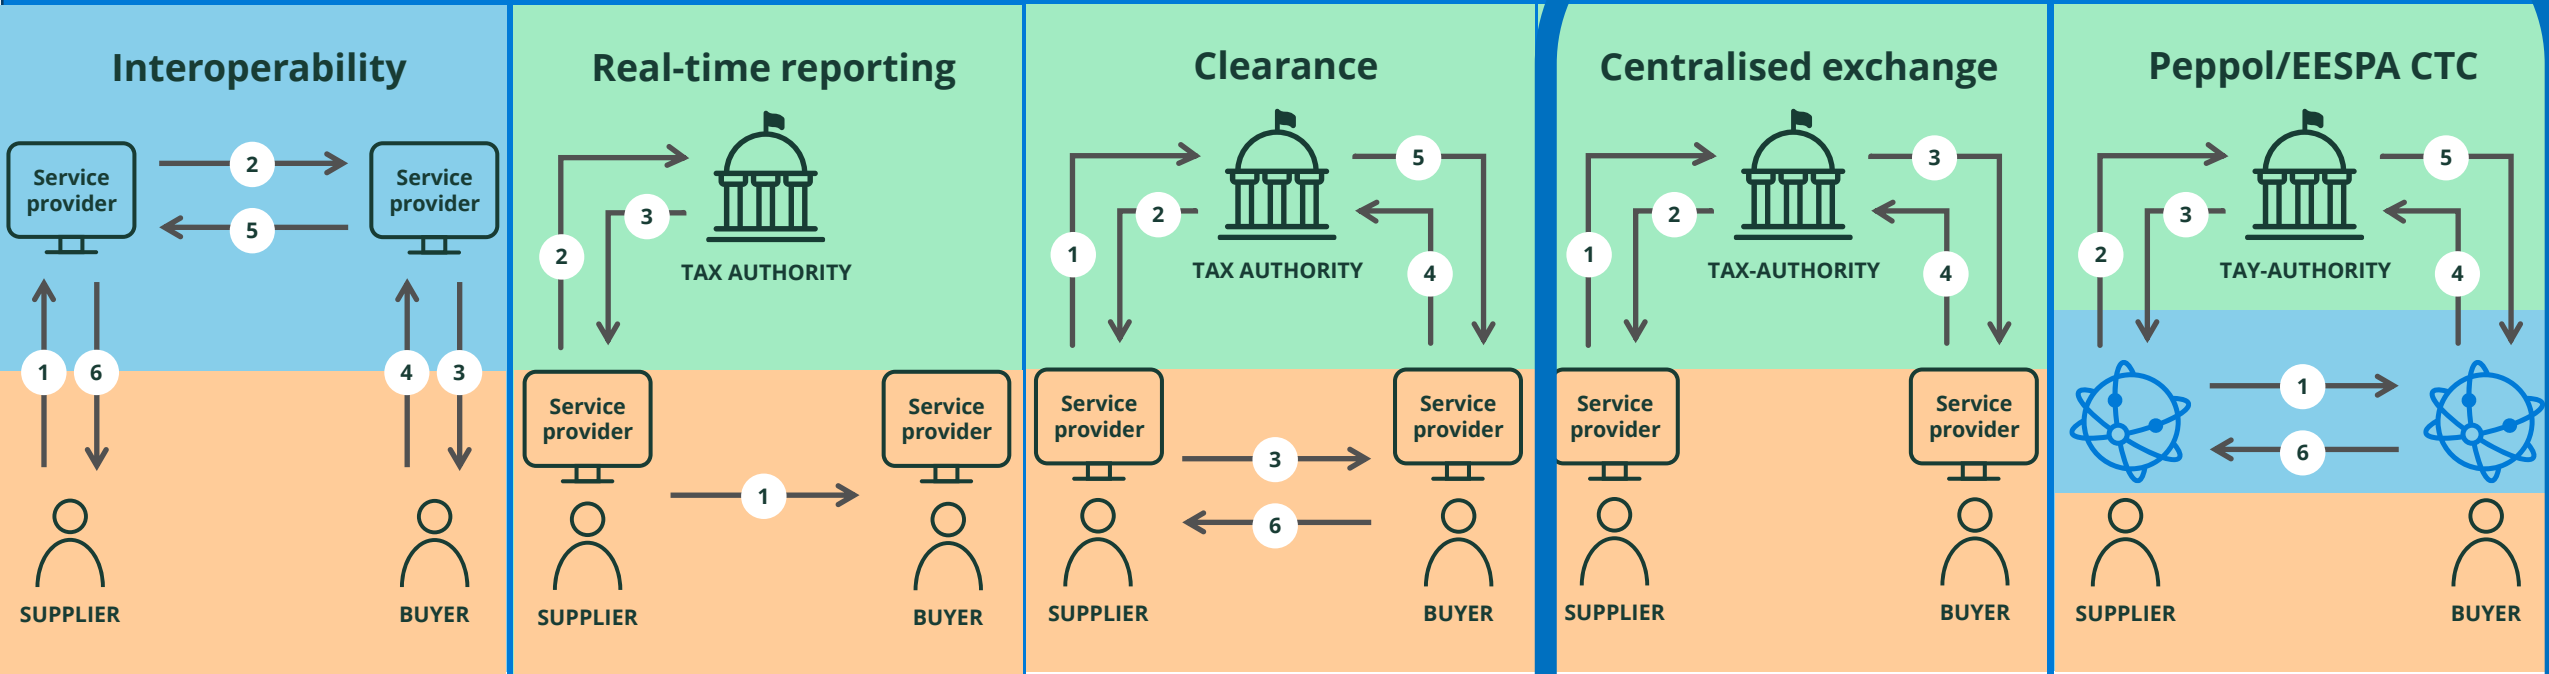 Interoperability
Service
provider
2
5
Service
provider
1
6
4
3
SUPPLIER
BUYER
Real-time reporting
3
2
TAX AUTHORITY
Service
provider
Service
provider
1
SUPPLIER
BUYER
Clearance
5
2
1
4
TAX AUTHORITY
Service
provider
Service
provider
3
6
SUPPLIER
BUYER
Centralised exchange
3
2
1
4
TAX-AUTHORITY
Service
provider
Service
provider
SUPPLIER
BUYER
Peppol/EESPA CTC
5
3
2
4
TAY-AUTHORITY
1
6
SUPPLIER
BUYER